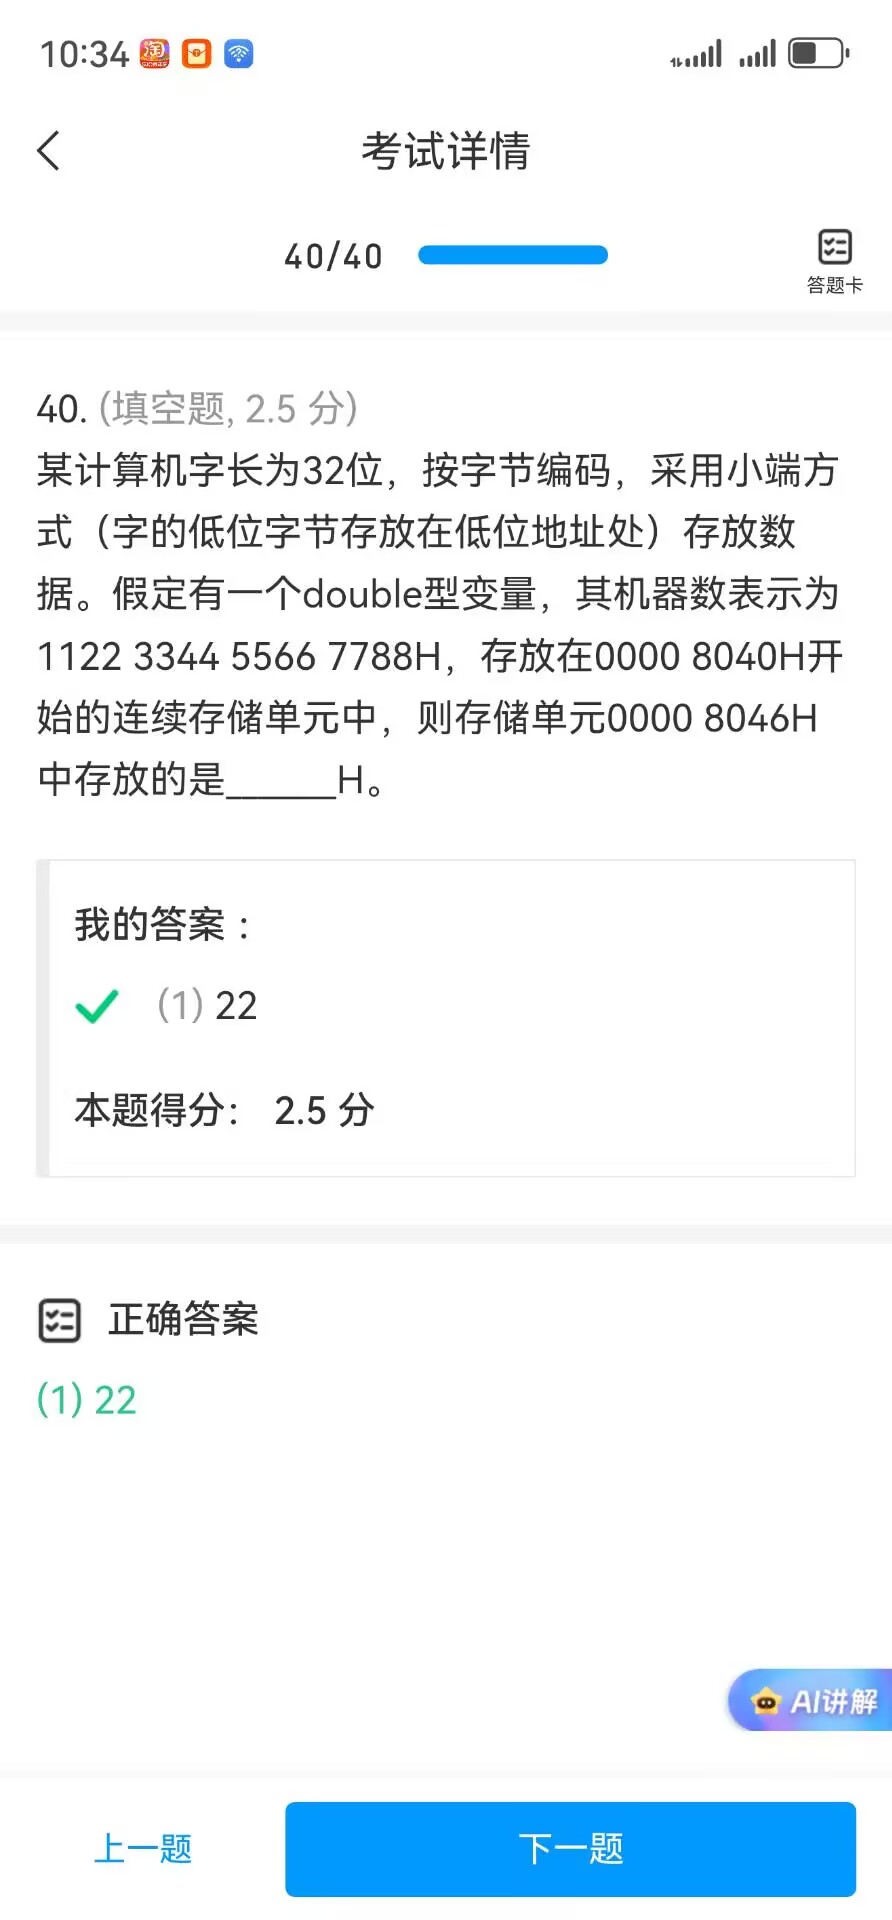 10:34
考试详情
40/40
答题卡
40. (填空题, 2.5 分)
某计算机字长为32位，按字节编码，采用小端方
式（字的低位字节存放在低位地址处）存放数
据。假定有一个double型变量，其机器数表示为
1122 3344 5566 7788H，存放在0000 8040H开
始的连续存储单元中，则存储单元0000 8046H
中存放的是______H。
我的答案：
(1) 22
本题得分： 2.5 分
正确答案
(1) 22
AI讲解
上一题
下一题